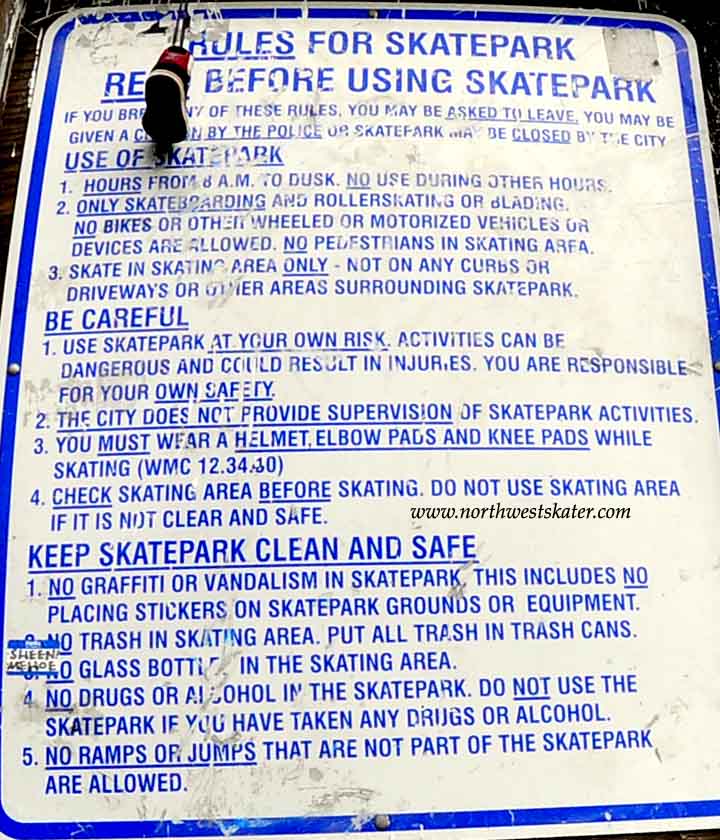 RULES FOR SKATEPARK
BEFORE USING SKATEPARK
IF YOU OF THESE RULES, YOU MAY BE ASKED TO LEAVE, YOU MAY BE
GIVEN A BY THE POLICE OR SKATEPARK MAY BE CLOSED BY THE CITY
USE OF SKATEPARK
1. HOURS FROM 8 A.M. TO DUSK. NO USE DURING OTHER HOURS.
2. ONLY SKATEBOARDING AND ROLLERSKATING OR BLADING.
NO BIKES OR OTHER WHEELED OR MOTORIZED VEHICLES OR
DEVICES ARE ALLOWED. NO PEDESTRIANS IN SKATING AREA.
3. SKATE IN SKATING AREA ONLY - NOT ON ANY CURBS OR
DRIVEWAYS OR OTHER AREAS SURROUNDING SKATEPARK.
BE CAREFUL
1. USE SKATEPARK AT YOUR OWN RISK. ACTIVITIES CAN BE
DANGEROUS AND COULD RESULT IN INJURIES. YOU ARE RESPONSIBLE
FOR YOUR OWN SAFETY.
2. THE CITY DOES NOT PROVIDE SUPERVISION OF SKATEPARK ACTIVITIES.
3. YOU MUST WEAR A HELMET, ELBOW PADS AND KNEE PADS WHILE
SKATING (WMC 12.34.30)
4. CHECK SKATING AREA BEFORE SKATING. DO NOT USE SKATING AREA
IF IT IS NOT CLEAR AND SAFE.
www.northwestskater.com
KEEP SKATEPARK CLEAN AND SAFE
1. NO GRAFFITI OR VANDALISM IN SKATEPARK. THIS INCLUDES NO
PLACING STICKERS ON SKATEPARK GROUNDS OR EQUIPMENT.
2. NO TRASH IN SKATING AREA. PUT ALL TRASH IN TRASH CANS.
SHEEN
MEHOE
3. NO GLASS BOTTLES IN THE SKATING AREA.
4. NO DRUGS OR ALCOHOL IN THE SKATEPARK. DO NOT USE THE
SKATEPARK IF YOU HAVE TAKEN ANY DRUGS OR ALCOHOL.
5. NO RAMPS OR JUMPS THAT ARE NOT PART OF THE SKATEPARK
ARE ALLOWED.